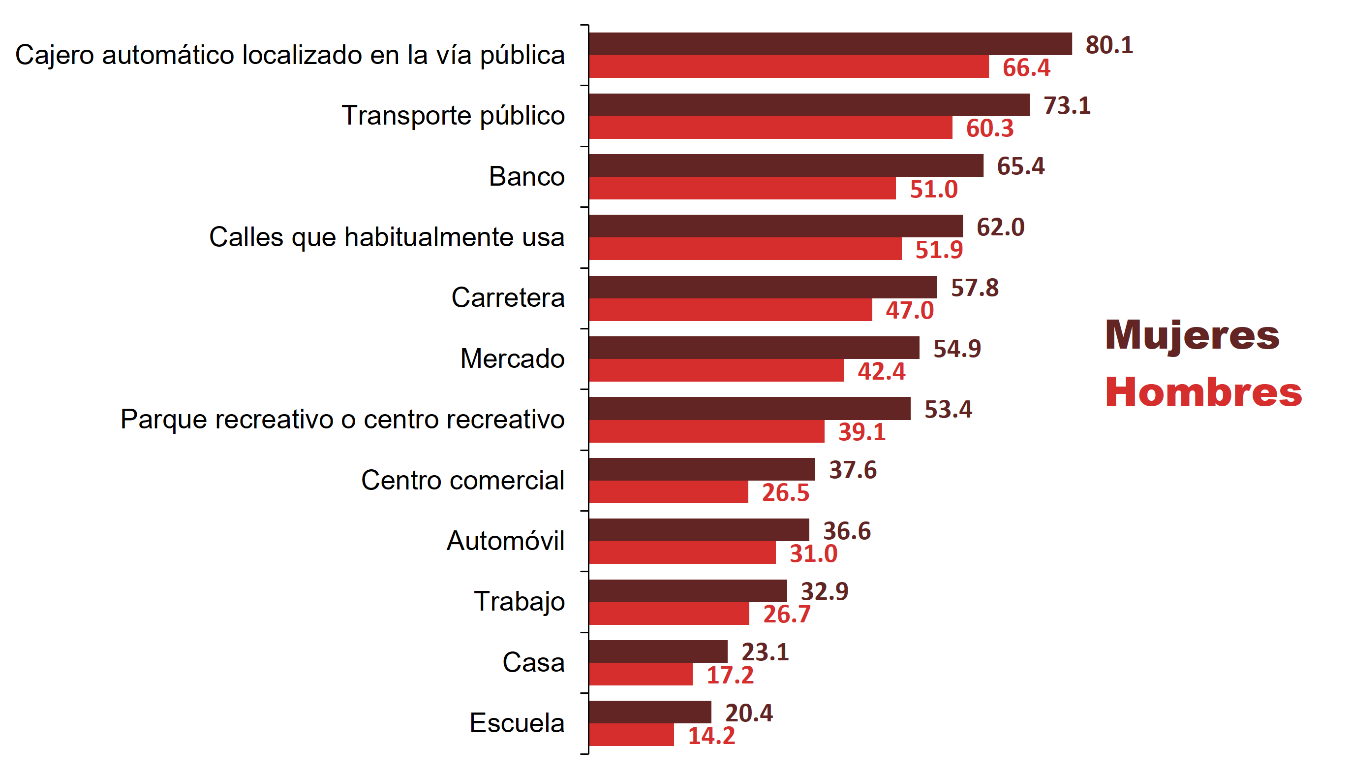 Cajero automático localizado en la vía pública
80.1
66.4
Transporte público
73.1
60.3
Banco
65.4
51.0
Calles que habitualmente usa
62.0
51.9
Carretera
57.8
47.0
Mercado
54.9
42.4
Parque recreativo o centro recreativo
53.4
39.1
Centro comercial
37.6
26.5
Automóvil
36.6
31.0
Trabajo
32.9
26.7
Casa
23.1
17.2
Escuela
20.4
14.2
Mujeres
Hombres